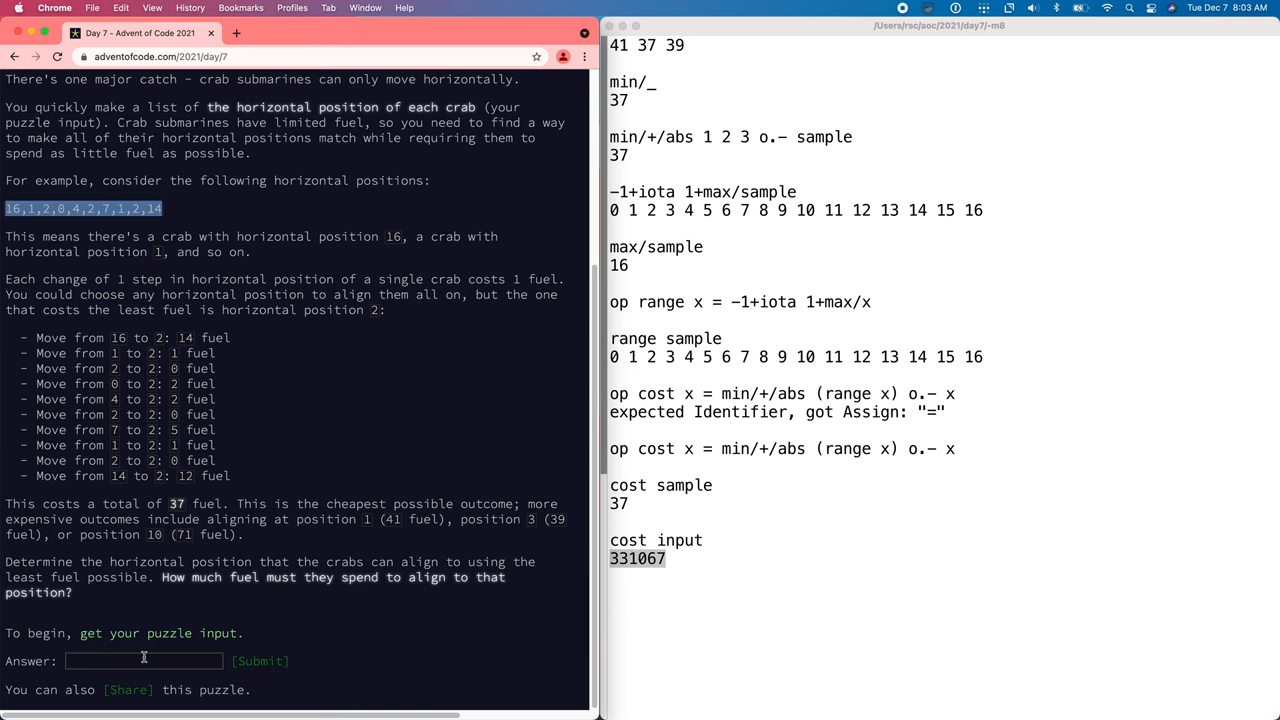 Chrome File Edit View History Bookmarks Profiles Tab Window Help
Tue Dec 7 8:03 AM
Day 7 - Advent of Code 2021
adventofcode.com/2021/day/7
There's one major catch - crab submarines can only move horizontally.
You quickly make a list of the horizontal position of each crab (your
puzzle input). Crab submarines have limited fuel, so you need to find a way
to make all of their horizontal positions match while requiring them to
spend as little fuel as possible.
For example, consider the following horizontal positions:
16,1,2,0,4,2,7,1,2,14
This means there's a crab with horizontal position 16, a crab with
horizontal position 1, and so on.
Each change of 1 step in horizontal position of a single crab costs 1 fuel.
You could choose any horizontal position to align them all on, but the one
that costs the least fuel is horizontal position 2:
- Move from 16 to 2: 14 fuel
- Move from 1 to 2: 1 fuel
- Move from 2 to 2: 0 fuel
- Move from 0 to 2: 2 fuel
- Move from 4 to 2: 2 fuel
- Move from 2 to 2: 0 fuel
- Move from 7 to 2: 5 fuel
- Move from 1 to 2: 1 fuel
- Move from 2 to 2: 0 fuel
- Move from 14 to 2: 12 fuel
This costs a total of 37 fuel. This is the cheapest possible outcome; more
expensive outcomes include aligning at position 1 (41 fuel), position 3 (39
fuel), or position 10 (71 fuel).
Determine the horizontal position that the crabs can align to using the
least fuel possible. How much fuel must they spend to align to that
position?
To begin, get your puzzle input.
Answer: [Submit]
You can also [Share] this puzzle.
/Users/rsc/aoc/2021/day7/-m8
41 37 39
min/_
37
min/+/abs 1 2 3 o.- sample
37
-1+iota 1+max/sample
0 1 2 3 4 5 6 7 8 9 10 11 12 13 14 15 16
max/sample
16
op range x = -1+iota 1+max/x
range sample
0 1 2 3 4 5 6 7 8 9 10 11 12 13 14 15 16
op cost x = min/+/abs (range x) o.- x
expected Identifier, got Assign: "="
op cost x = min/+/abs (range x) o.- x
cost sample
37
cost input
331067